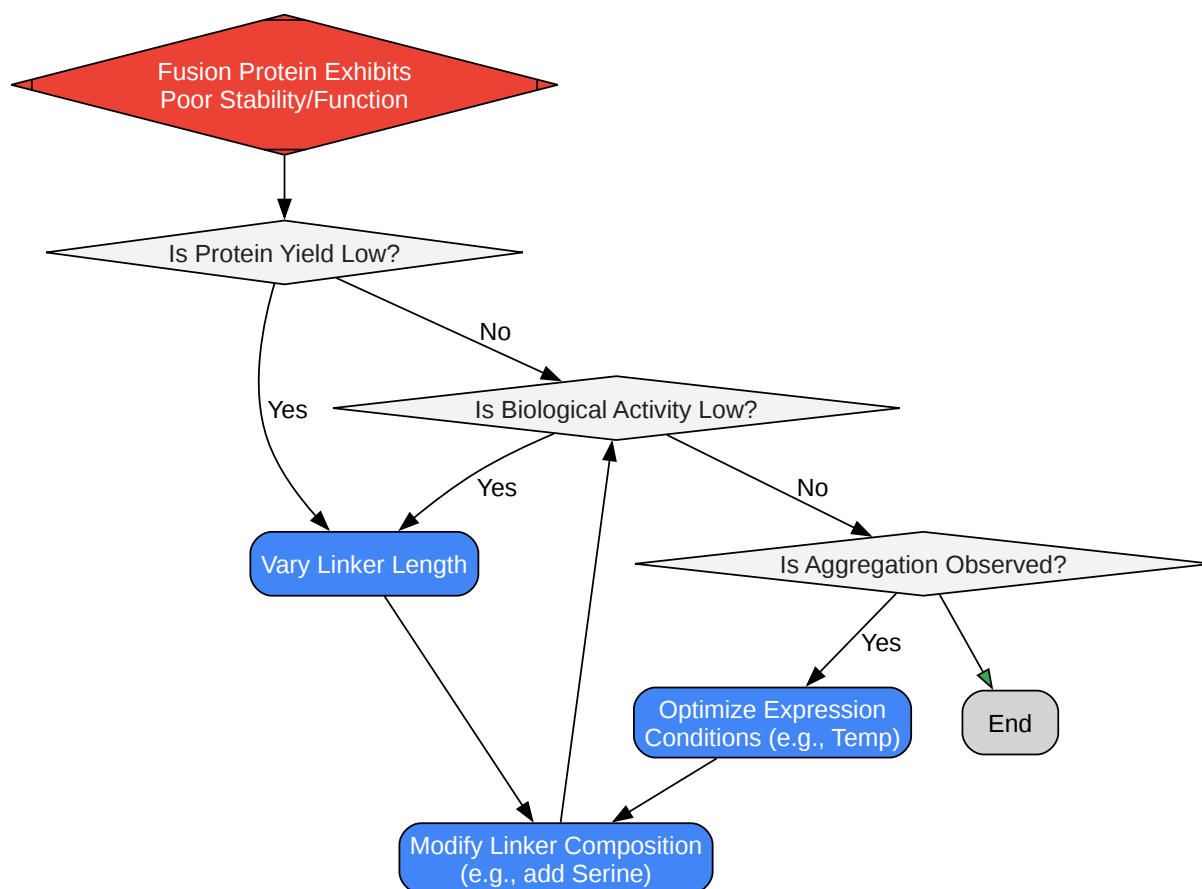 Fusion Protein Exhibits
Poor Stability/Function
Is Protein Yield Low?
No
Yes
Is Biological Activity Low?
Yes
No
Vary Linker Length
Is Aggregation Observed?
Yes
Optimize Expression
Conditions (e.g., Temp)
End
Modify Linker Composition
(e.g., add Serine)